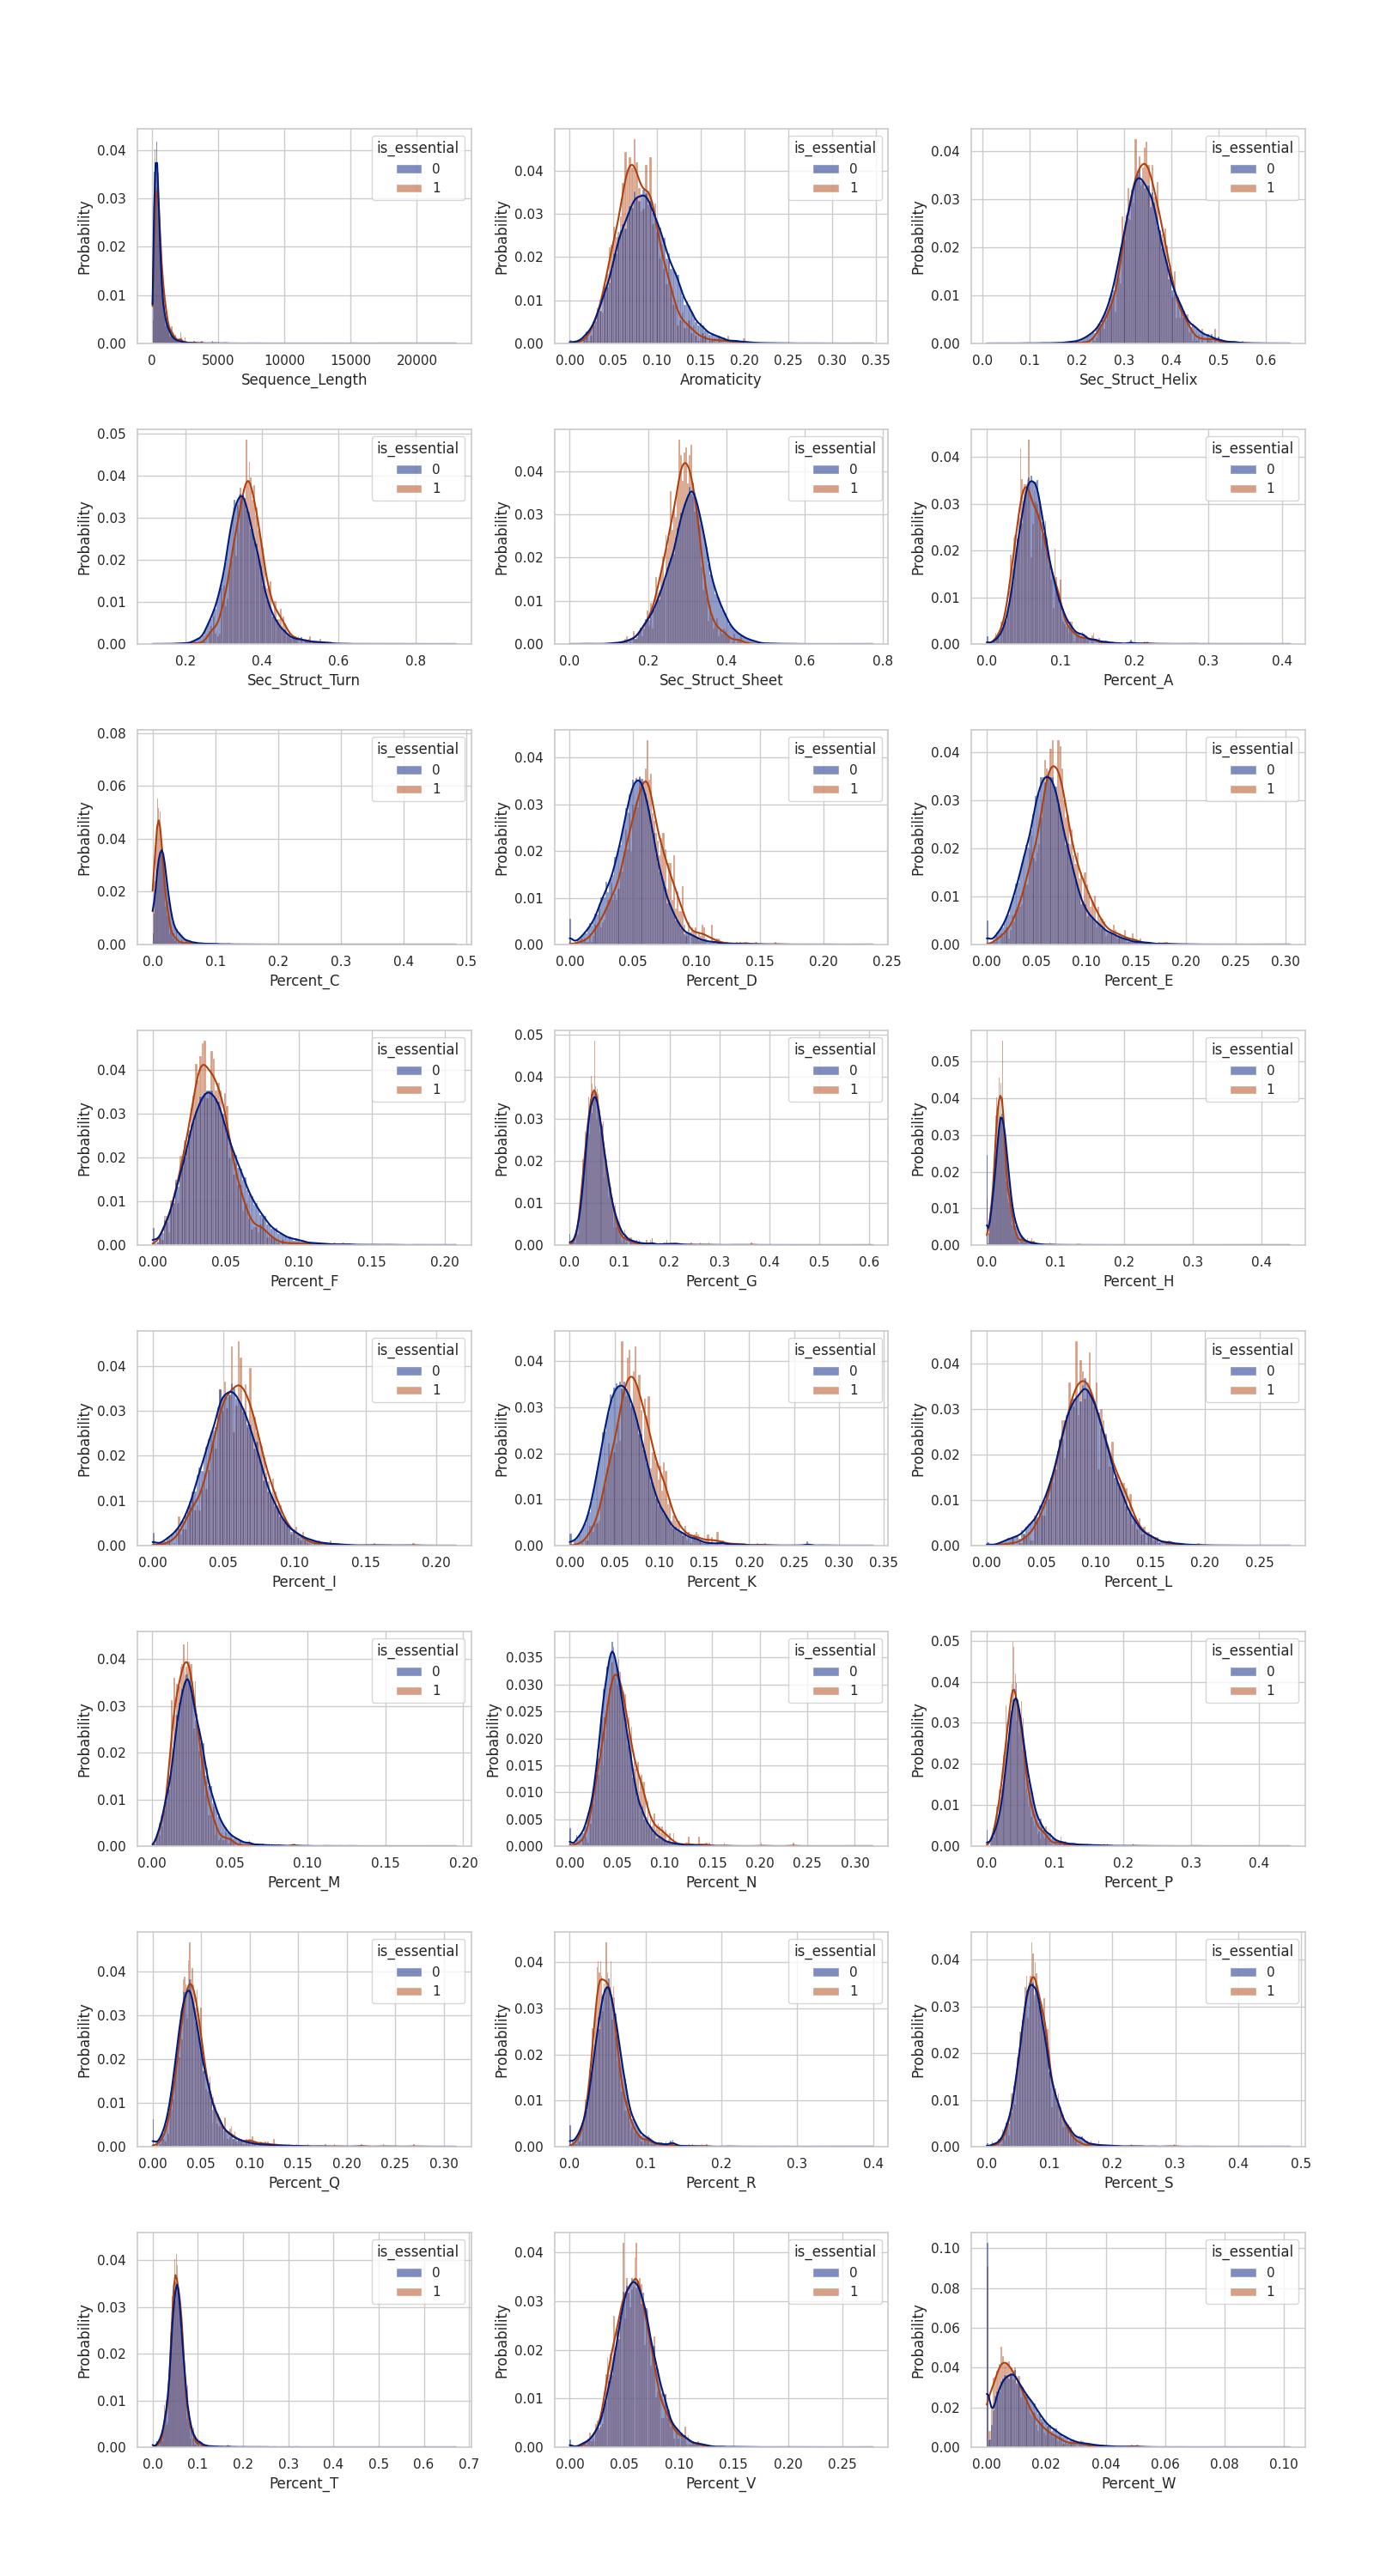 is_essential
0
1
0.04
0.03
0.02
0.01
0.00
Probability
0 5000 10000 15000 20000
Sequence_Length
is_essential
0
1
0.04
0.03
0.02
0.01
0.00
Probability
0.00 0.05 0.10 0.15 0.20 0.25 0.30 0.35
Aromaticity
is_essential
0
1
0.04
0.03
0.02
0.01
0.00
Probability
0.0 0.1 0.2 0.3 0.4 0.5 0.6
Sec_Struct_Helix
is_essential
0
1
0.05
0.04
0.03
0.02
0.01
0.00
Probability
0.2 0.4 0.6 0.8
Sec_Struct_Turn
is_essential
0
1
0.04
0.03
0.02
0.01
0.00
Probability
0.0 0.2 0.4 0.6 0.8
Sec_Struct_Sheet
is_essential
0
1
0.04
0.03
0.02
0.01
0.00
Probability
0.0 0.1 0.2 0.3 0.4
Percent_A
is_essential
0
1
0.08
0.06
0.04
0.02
0.00
Probability
0.0 0.1 0.2 0.3 0.4 0.5
Percent_C
is_essential
0
1
0.04
0.03
0.02
0.01
0.00
Probability
0.00 0.05 0.10 0.15 0.20 0.25
Percent_D
is_essential
0
1
0.04
0.03
0.02
0.01
0.00
Probability
0.00 0.05 0.10 0.15 0.20 0.25 0.30
Percent_E
is_essential
0
1
0.04
0.03
0.02
0.01
0.00
Probability
0.00 0.05 0.10 0.15 0.20
Percent_F
is_essential
0
1
0.05
0.04
0.03
0.02
0.01
0.00
Probability
0.0 0.1 0.2 0.3 0.4 0.5 0.6
Percent_G
is_essential
0
1
0.05
0.04
0.03
0.02
0.01
0.00
Probability
0.0 0.1 0.2 0.3 0.4
Percent_H
is_essential
0
1
0.04
0.03
0.02
0.01
0.00
Probability
0.00 0.05 0.10 0.15 0.20
Percent_I
is_essential
0
1
0.04
0.03
0.02
0.01
0.00
Probability
0.00 0.05 0.10 0.15 0.20 0.25 0.30 0.35
Percent_K
is_essential
0
1
0.04
0.03
0.02
0.01
0.00
Probability
0.00 0.05 0.10 0.15 0.20 0.25
Percent_L
is_essential
0
1
0.04
0.03
0.02
0.01
0.00
Probability
0.00 0.05 0.10 0.15 0.20
Percent_M
is_essential
0
1
0.035
0.030
0.025
0.020
0.015
0.010
0.005
0.000
Probability
0.00 0.05 0.10 0.15 0.20 0.25 0.30
Percent_N
is_essential
0
1
0.05
0.04
0.03
0.02
0.01
0.00
Probability
0.0 0.1 0.2 0.3 0.4
Percent_P
is_essential
0
1
0.04
0.03
0.02
0.01
0.00
Probability
0.00 0.05 0.10 0.15 0.20 0.25 0.30
Percent_Q
is_essential
0
1
0.04
0.03
0.02
0.01
0.00
Probability
0.0 0.1 0.2 0.3 0.4
Percent_R
is_essential
0
1
0.04
0.03
0.02
0.01
0.00
Probability
0.0 0.1 0.2 0.3 0.4 0.5
Percent_S
is_essential
0
1
0.04
0.03
0.02
0.01
0.00
Probability
0.0 0.1 0.2 0.3 0.4 0.5 0.6 0.7
Percent_T
is_essential
0
1
0.04
0.03
0.02
0.01
0.00
Probability
0.00 0.05 0.10 0.15 0.20 0.25
Percent_V
is_essential
0
1
0.10
0.08
0.06
0.04
0.02
0.00
Probability
0.00 0.02 0.04 0.06 0.08 0.10
Percent_W